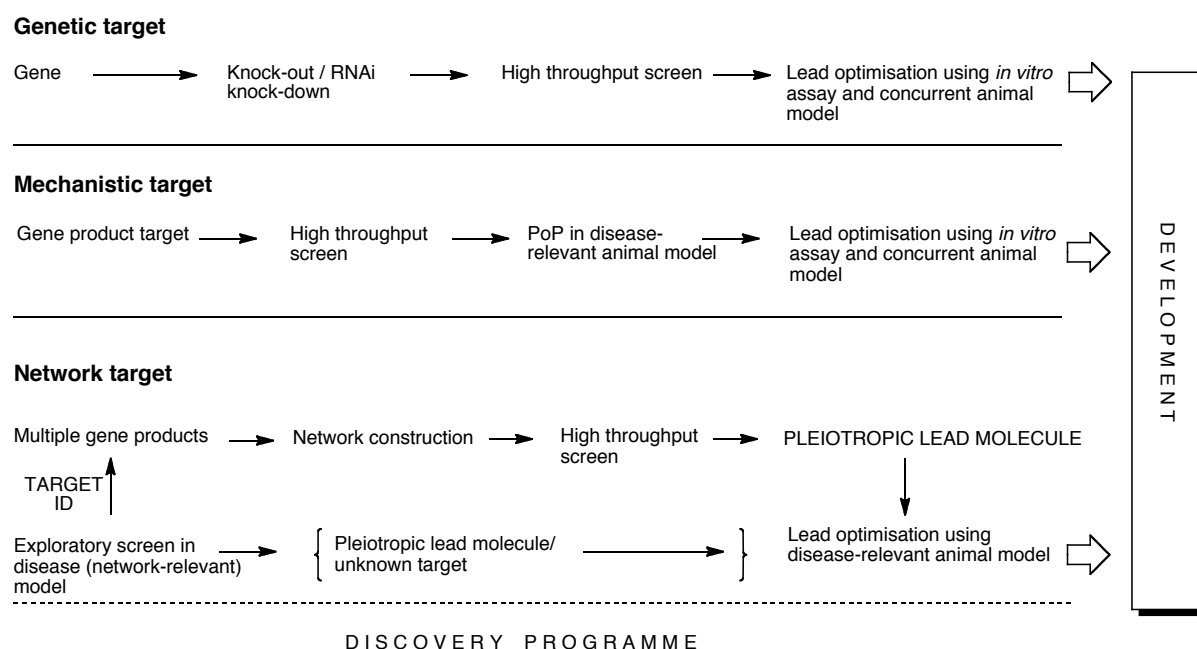 Genetic target
Gene
Knock-out / RNAi
knock-down
High throughput screen
Lead optimisation using in vitro
assay and concurrent animal
model
Mechanistic target
Gene product target
High throughput
screen
PoP in disease-
relevant animal model
Lead optimisation using in vitro
assay and concurrent animal
model
Network target
Multiple gene products
Network construction
High throughput
screen
PLEIOTROPIC LEAD MOLECULE
TARGET
ID
Exploratory screen in
disease (network-relevant)
model
Pleiotropic lead molecule/
unknown target
Lead optimisation using
disease-relevant animal model
DEVELOPMENT
DISCOVERY PROGRAMME